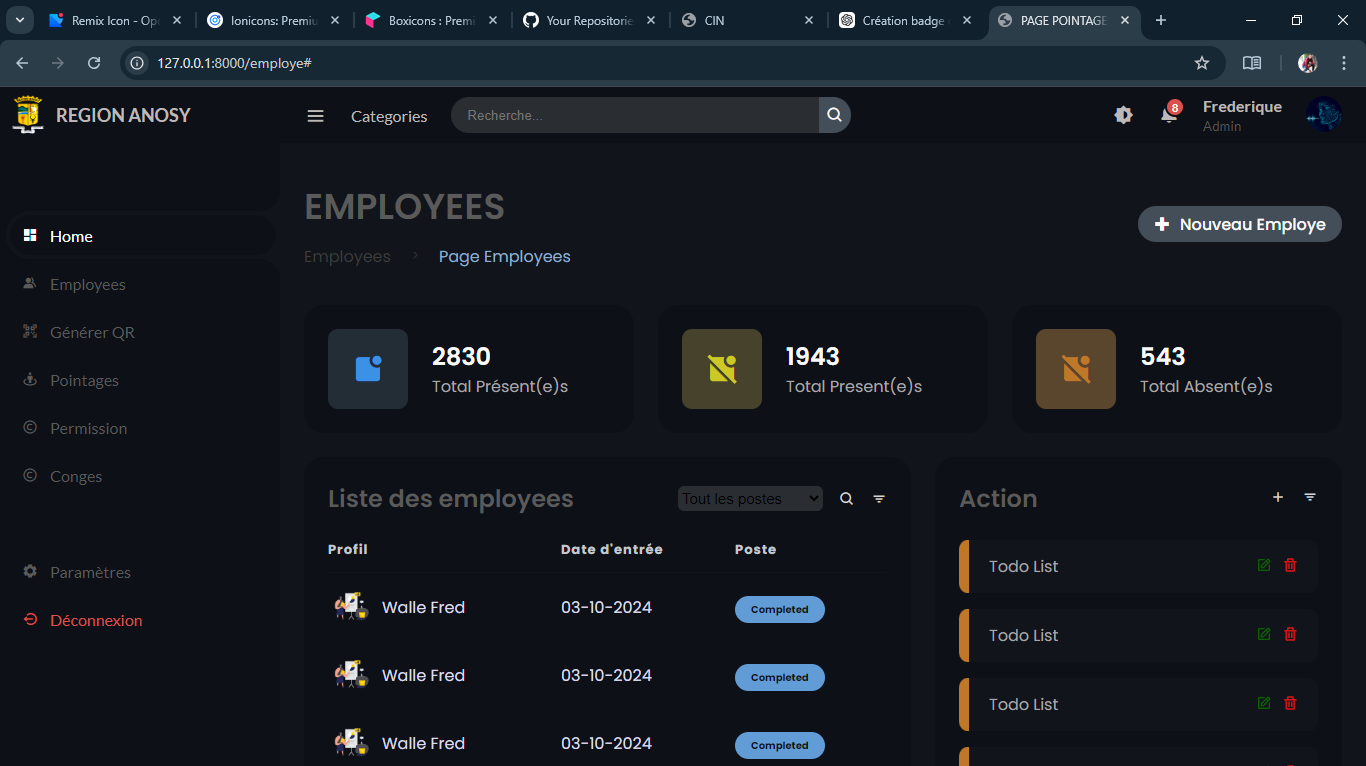 Remix Icon - Ope
Ionicons: Premiu
Boxicons : Premi
Your Repositorie
CIN
Création badge
PAGE POINTAGE
127.0.0.1:8000/employe#
REGION ANOSY
Categories
Recherche...
8
Frederique
Admin
Home
Employees
Générer QR
Pointages
Permission
Conges
Paramètres
Déconnexion
EMPLOYEES
Employees > Page Employees
Nouveau Employe
2830
Total Présent(e)s
1943
Total Present(e)s
543
Total Absent(e)s
Liste des employees
Tout les postes
Profil Date d'entrée Poste
Walle Fred 03-10-2024 Completed
Walle Fred 03-10-2024 Completed
Walle Fred 03-10-2024 Completed
Action
Todo List
Todo List
Todo List